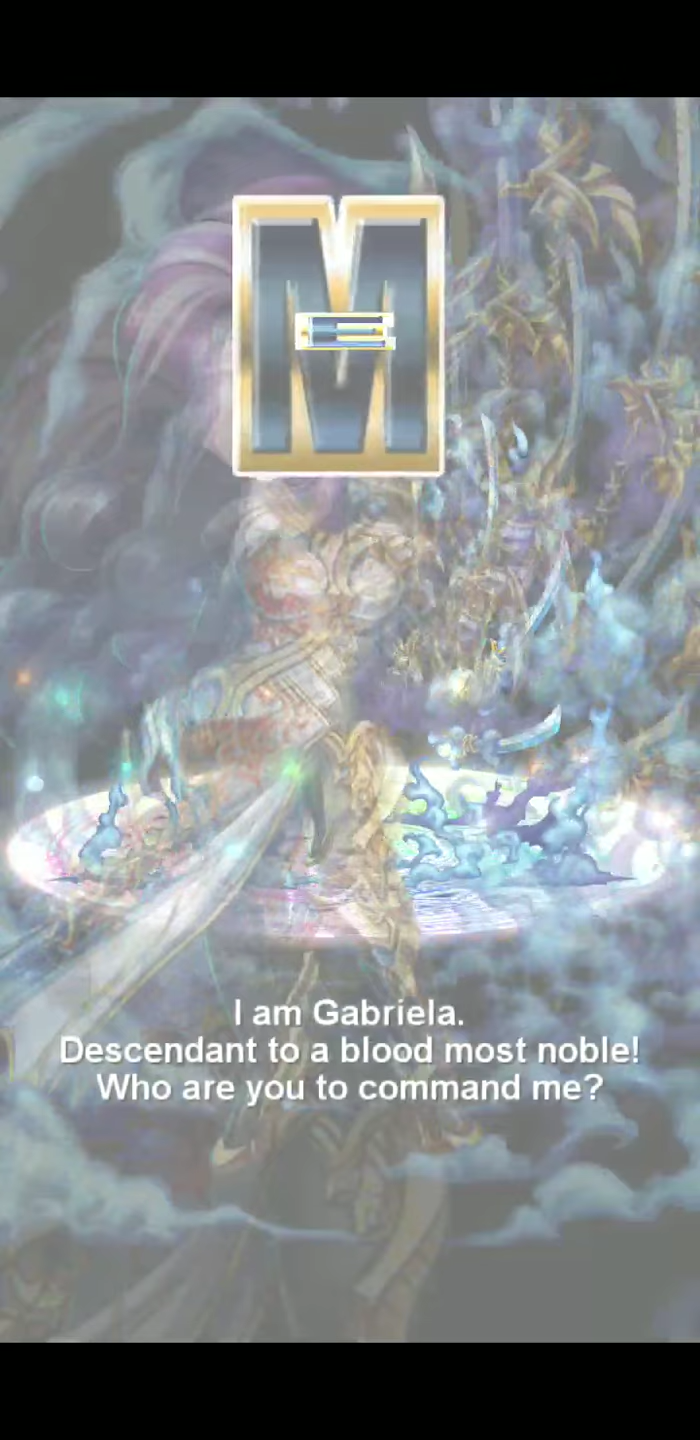 M
I am Gabriela.
Descendant to a blood most noble!
Who are you to command me?